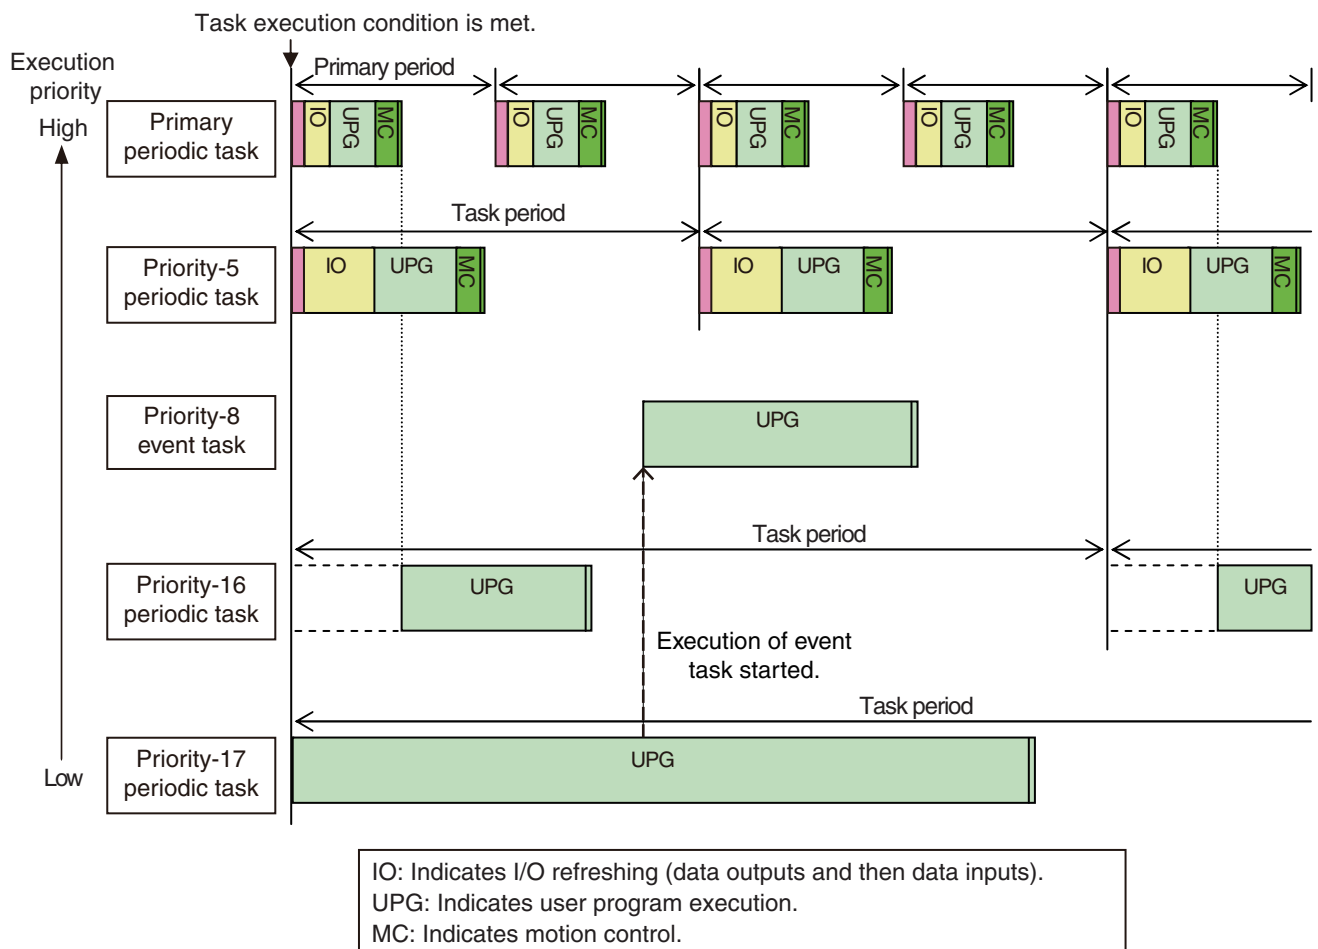 Task execution condition is met.
Execution
priority
High
Primary period
Primary
periodic task
IO
UPG
MC
IO
UPG
MC
IO
UPG
MC
IO
UPG
MC
IO
UPG
MC
Task period
Priority-5
periodic task
IO
UPG
MC
IO
UPG
MC
IO
UPG
MC
Priority-8
event task
UPG
Task period
Priority-16
periodic task
UPG
UPG
Execution of event
task started.
Task period
Low
Priority-17
periodic task
UPG
IO: Indicates I/O refreshing (data outputs and then data inputs).
UPG: Indicates user program execution.
MC: Indicates motion control.